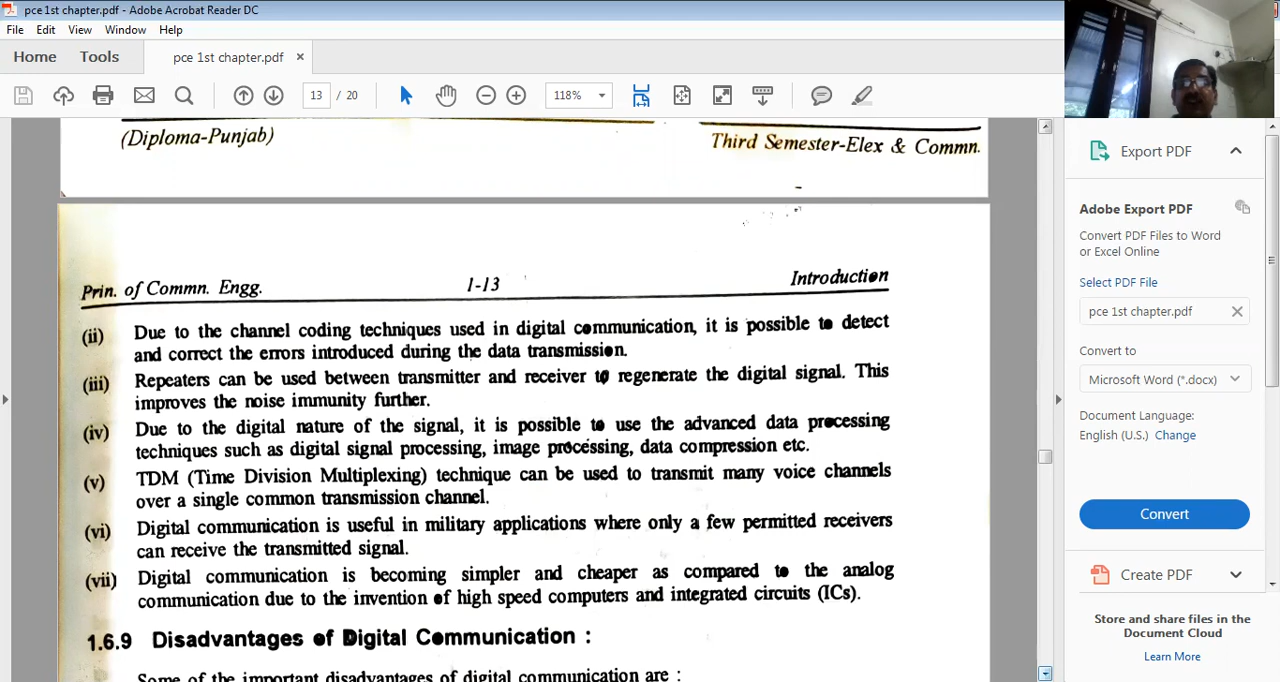 pce 1st chapter.pdf - Adobe Acrobat Reader DC
File Edit View Window Help
Home Tools pce 1st chapter.pdf ×
13 / 20 118%
(Diploma-Punjab) Third Semester-Elex & Commn.
Prin. of Commn. Engg. 1-13 Introduction
(ii) Due to the channel coding techniques used in digital communication, it is possible to detect
and correct the errors introduced during the data transmission.
(iii) Repeaters can be used between transmitter and receiver to regenerate the digital signal. This
improves the noise immunity further.
(iv) Due to the digital nature of the signal, it is possible to use the advanced data processing
techniques such as digital signal processing, image processing, data compression etc.
(v) TDM (Time Division Multiplexing) technique can be used to transmit many voice channels
over a single common transmission channel.
(vi) Digital communication is useful in military applications where only a few permitted receivers
can receive the transmitted signal.
(vii) Digital communication is becoming simpler and cheaper as compared to the analog
communication due to the invention of high speed computers and integrated circuits (ICs).
1.6.9 Disadvantages of Digital Communication :
Some of the important disadvantages of digital communication are :
Export PDF
Adobe Export PDF
Convert PDF Files to Word
or Excel Online
Select PDF File
pce 1st chapter.pdf ×
Convert to
Microsoft Word (*.docx)
Document Language:
English (U.S.) Change
Convert
Create PDF
Store and share files in the
Document Cloud
Learn More